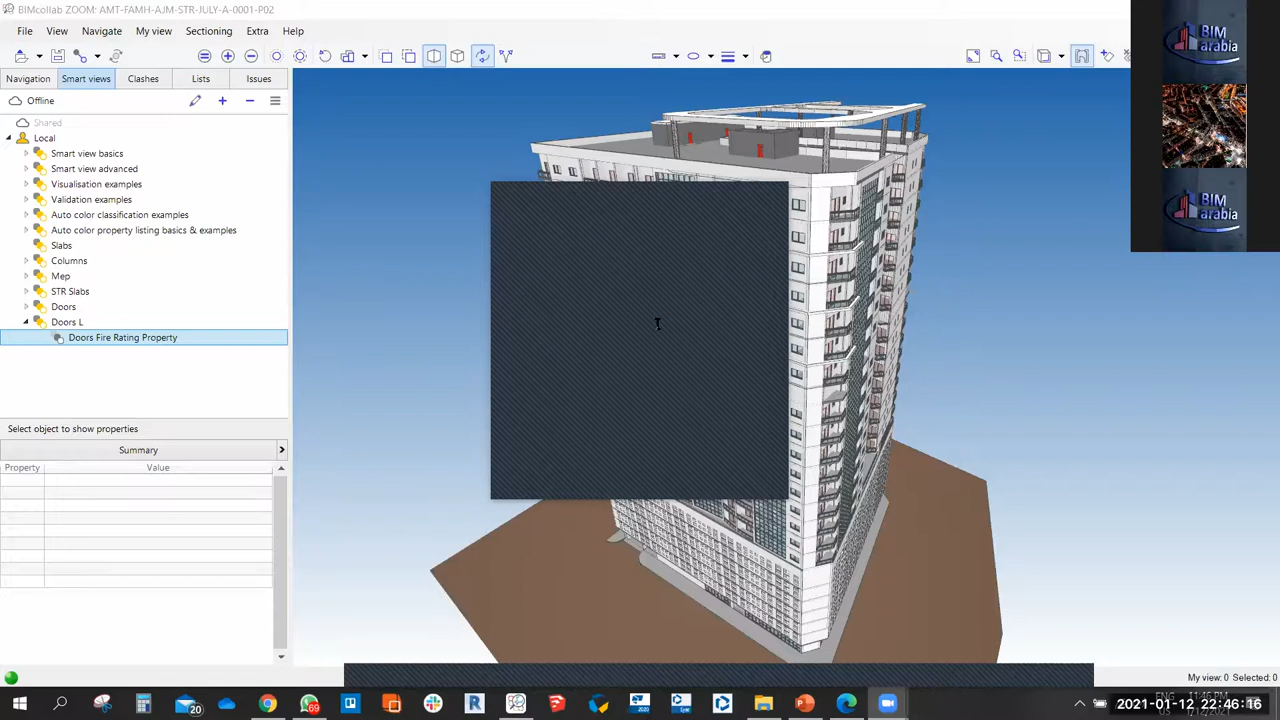 BIMcollab ZOOM: AMT-FAMH-AJM-STR-JULY-A-0001-P02
File View Navigate My view Sectioning Extra Help
Navigation Smart views Clashes Lists Issues
Offline
Shared
Local
Smart view basics
Smart view advanced
Visualisation examples
Validation examples
Auto color classification examples
Auto color property listing basics & examples
Slabs
Columns
Mep
STR Slabs
Doors
Doors L
Doors Fire Rating Property
Select object to show properties
Summary
Property Value
BIM
arabia
BIM
arabia
My view: 0 Selected: 0
20
69
2021-01-12 22:46:16